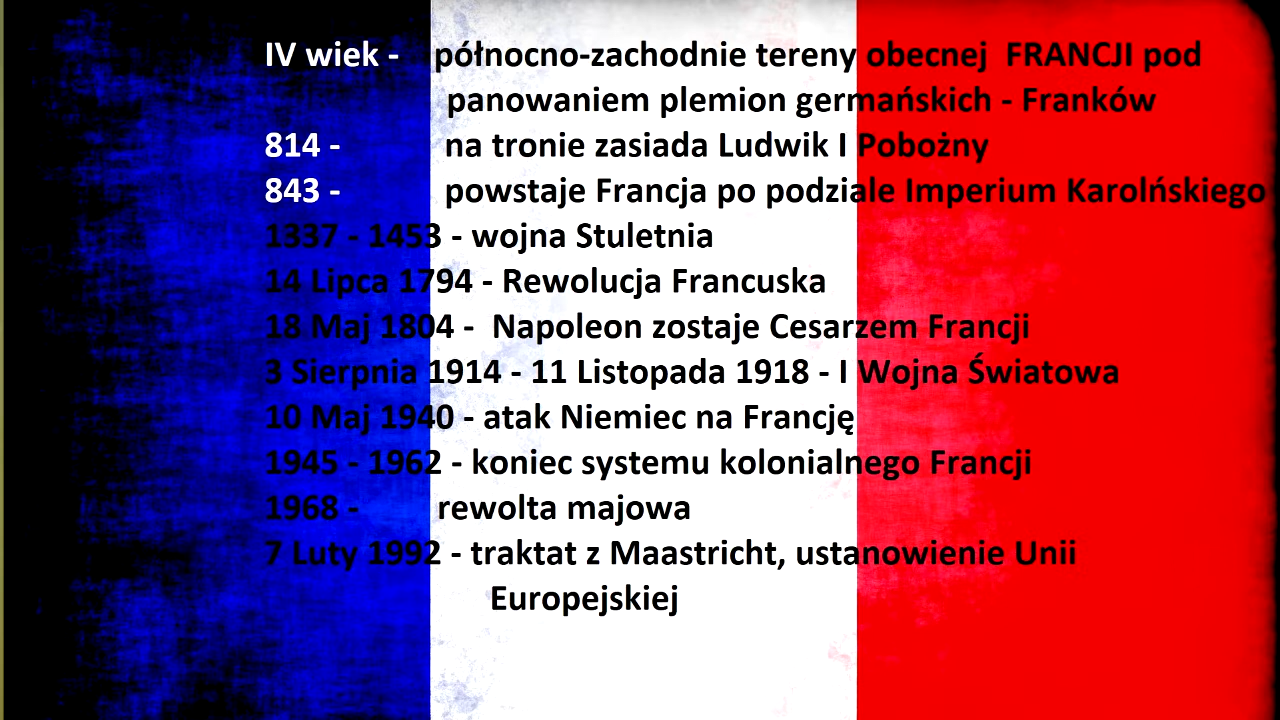 IV wiek - północno-zachodnie tereny obecnej FRANCJI pod
panowaniem plemion germańskich - Franków
814 - na tronie zasiada Ludwik I Pobożny
843 - powstaje Francja po podziale Imperium Karolńskiego
1337 - 1453 - wojna Stuletnia
14 Lipca 1794 - Rewolucja Francuska
18 Maj 1804 - Napoleon zostaje Cesarzem Francji
3 Sierpnia 1914 - 11 Listopada 1918 - I Wojna Światowa
10 Maj 1940 - atak Niemiec na Francję
1945 - 1962 - koniec systemu kolonialnego Francji
1968 - rewolta majowa
7 Luty 1992 - traktat z Maastricht, ustanowienie Unii
Europejskiej